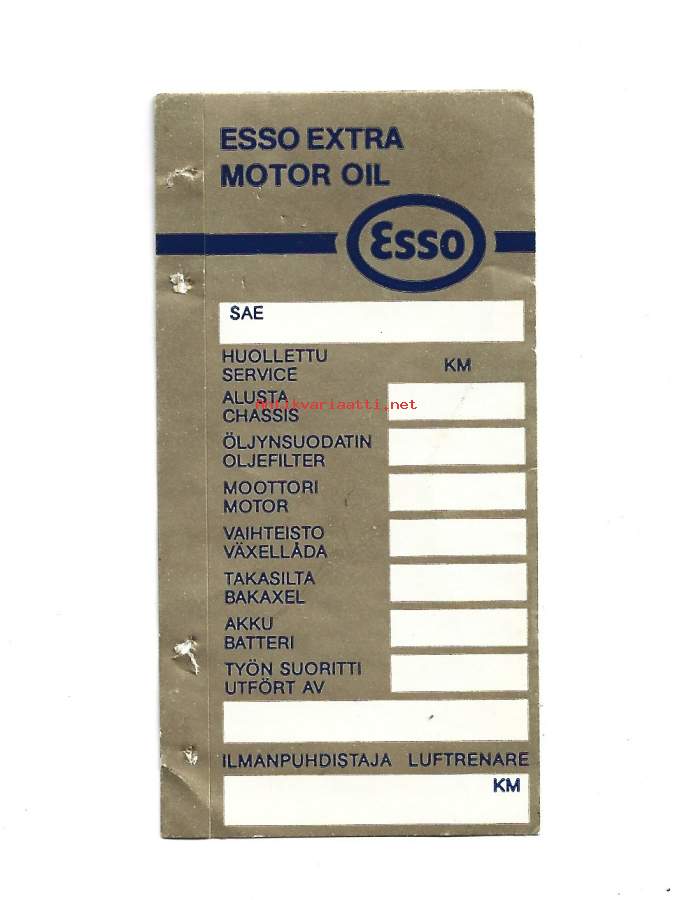 ESSO EXTRA
MOTOR OIL
Esso
SAE
HUOLLETTU
SERVICE
KM
ALUSTA
CHASSIS
Antikvariaatti.net
ÖLJYNSUODATIN
OLJEFILTER
MOOTTORI
MOTOR
VAIHTEISTO
VÄXELLÅDA
TAKASILTA
BAKAXEL
AKKU
BATTERI
TYÖN SUORITTI
UTFÖRT AV
ILMANPUHDISTAJA LUFTRENARE
KM